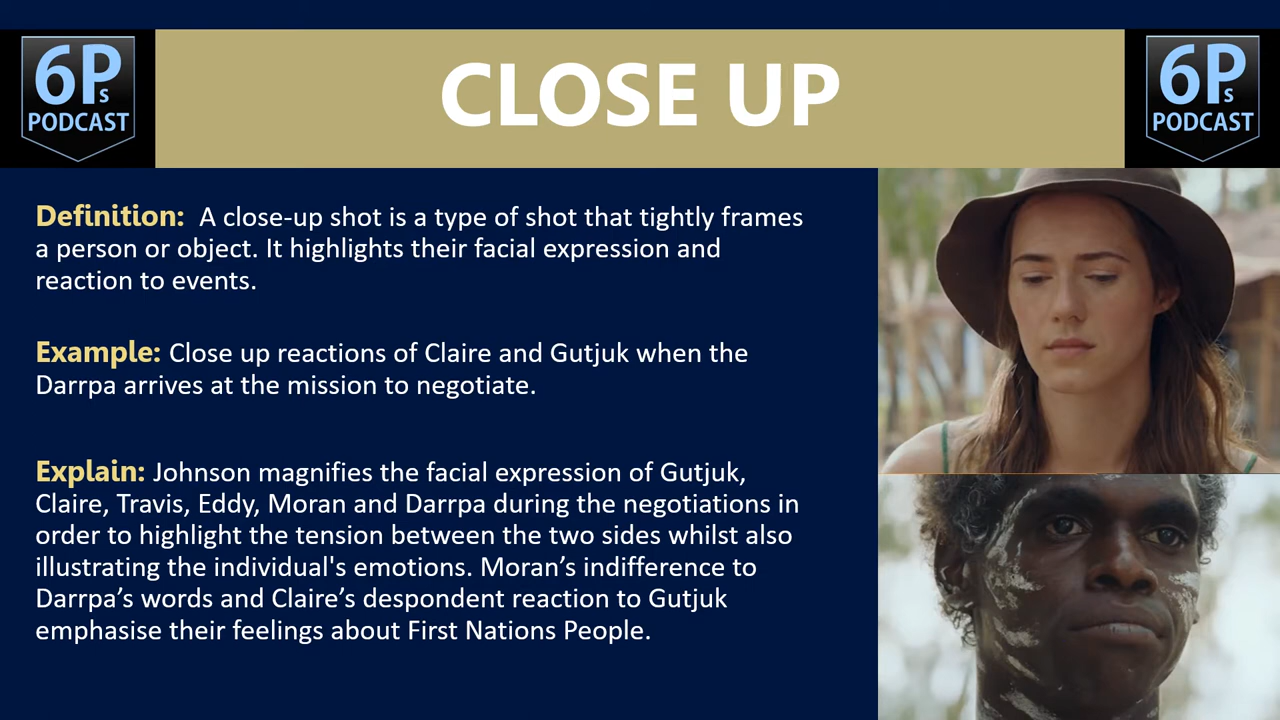 6Ps
PODCAST
CLOSE UP
6Ps
PODCAST
Definition: A close-up shot is a type of shot that tightly frames
a person or object. It highlights their facial expression and
reaction to events.
Example: Close up reactions of Claire and Gutjuk when the
Darrpa arrives at the mission to negotiate.
Explain: Johnson magnifies the facial expression of Gutjuk,
Claire, Travis, Eddy, Moran and Darrpa during the negotiations in
order to highlight the tension between the two sides whilst also
illustrating the individual's emotions. Moran’s indifference to
Darrpa’s words and Claire’s despondent reaction to Gutjuk
emphasise their feelings about First Nations People.